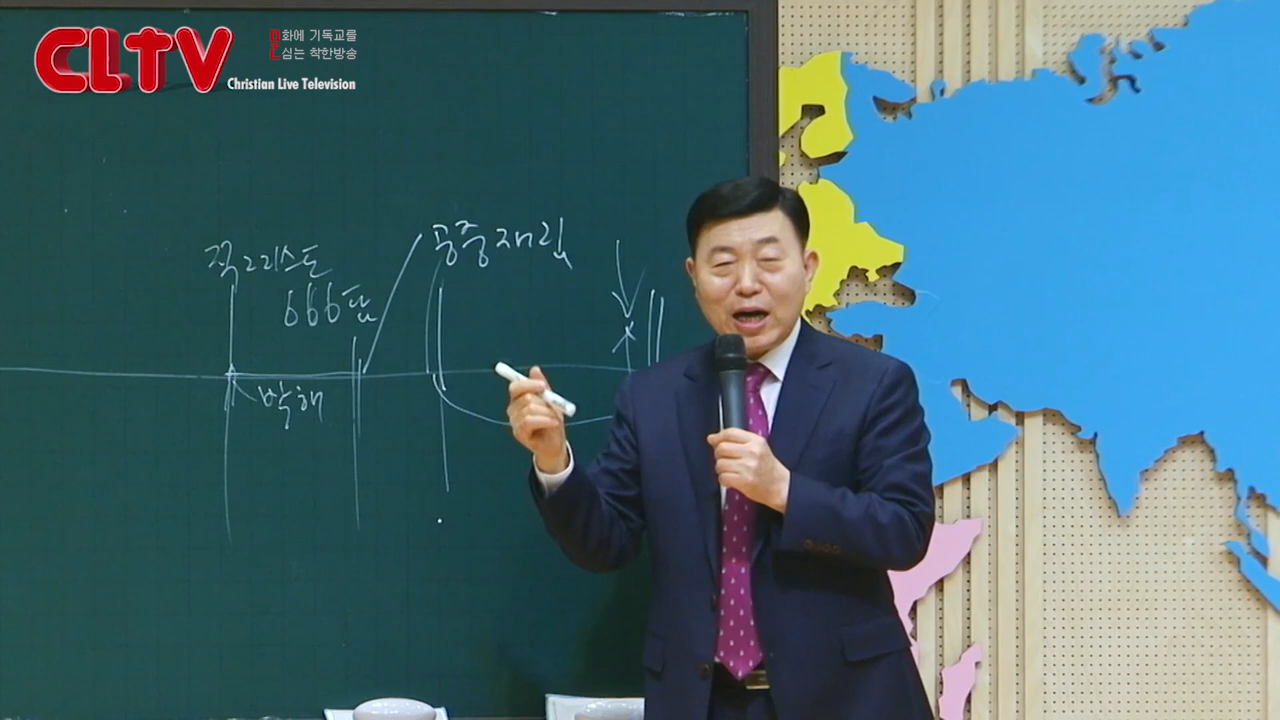 CLTV
문화에 기독교를
심는 착한방송
Christian Live Television
적그리스도
666표
공중재림
박해